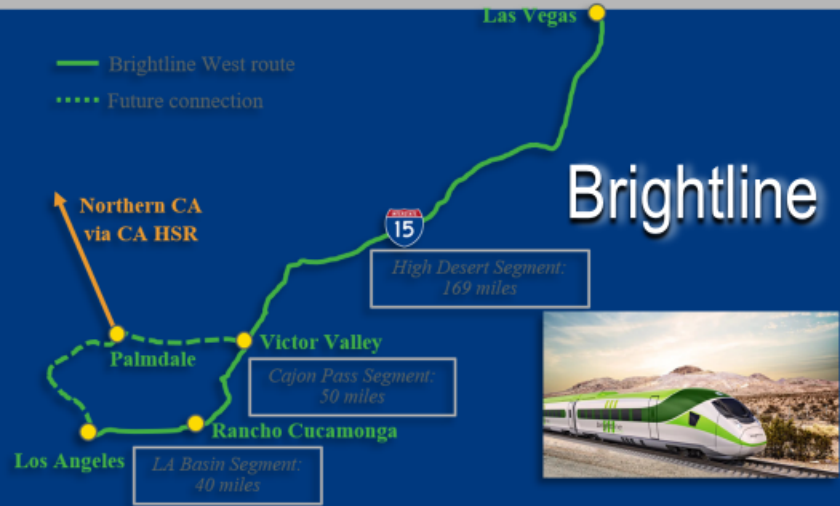 Las Vegas
Brightline West route
Future connection
Brightline
Northern CA
via CA HSR
15
High Desert Segment:
169 miles
Victor Valley
Palmdale
Cajon Pass Segment:
50 miles
Rancho Cucamonga
Los Angeles
LA Basin Segment:
40 miles